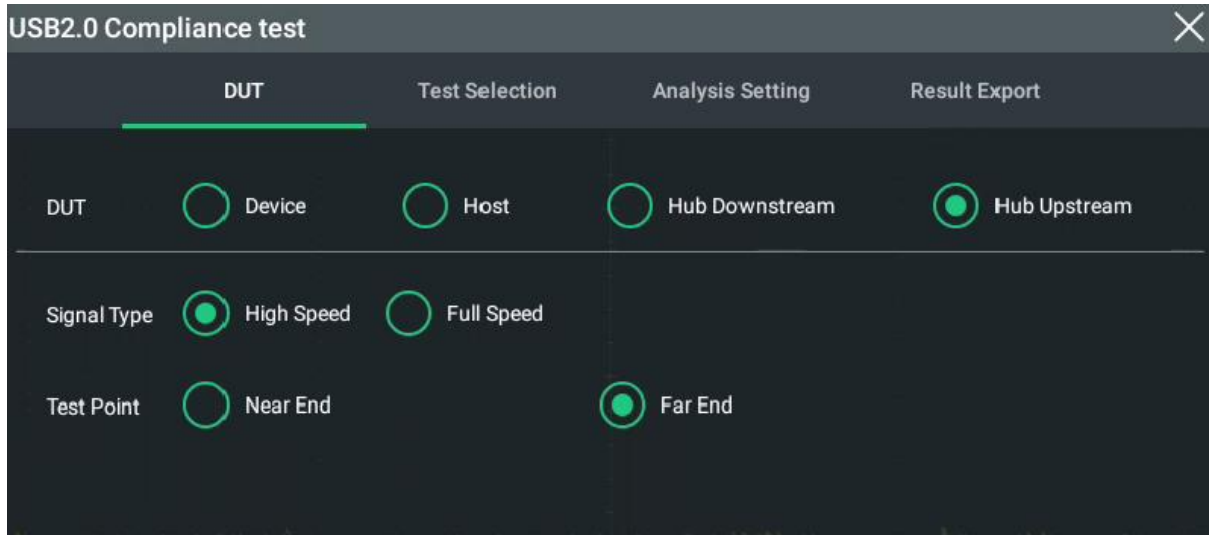 USB2.0 Compliance test
DUT Test Selection Analysis Setting Result Export
DUT Device Host Hub Downstream Hub Upstream
Signal Type High Speed Full Speed
Test Point Near End Far End